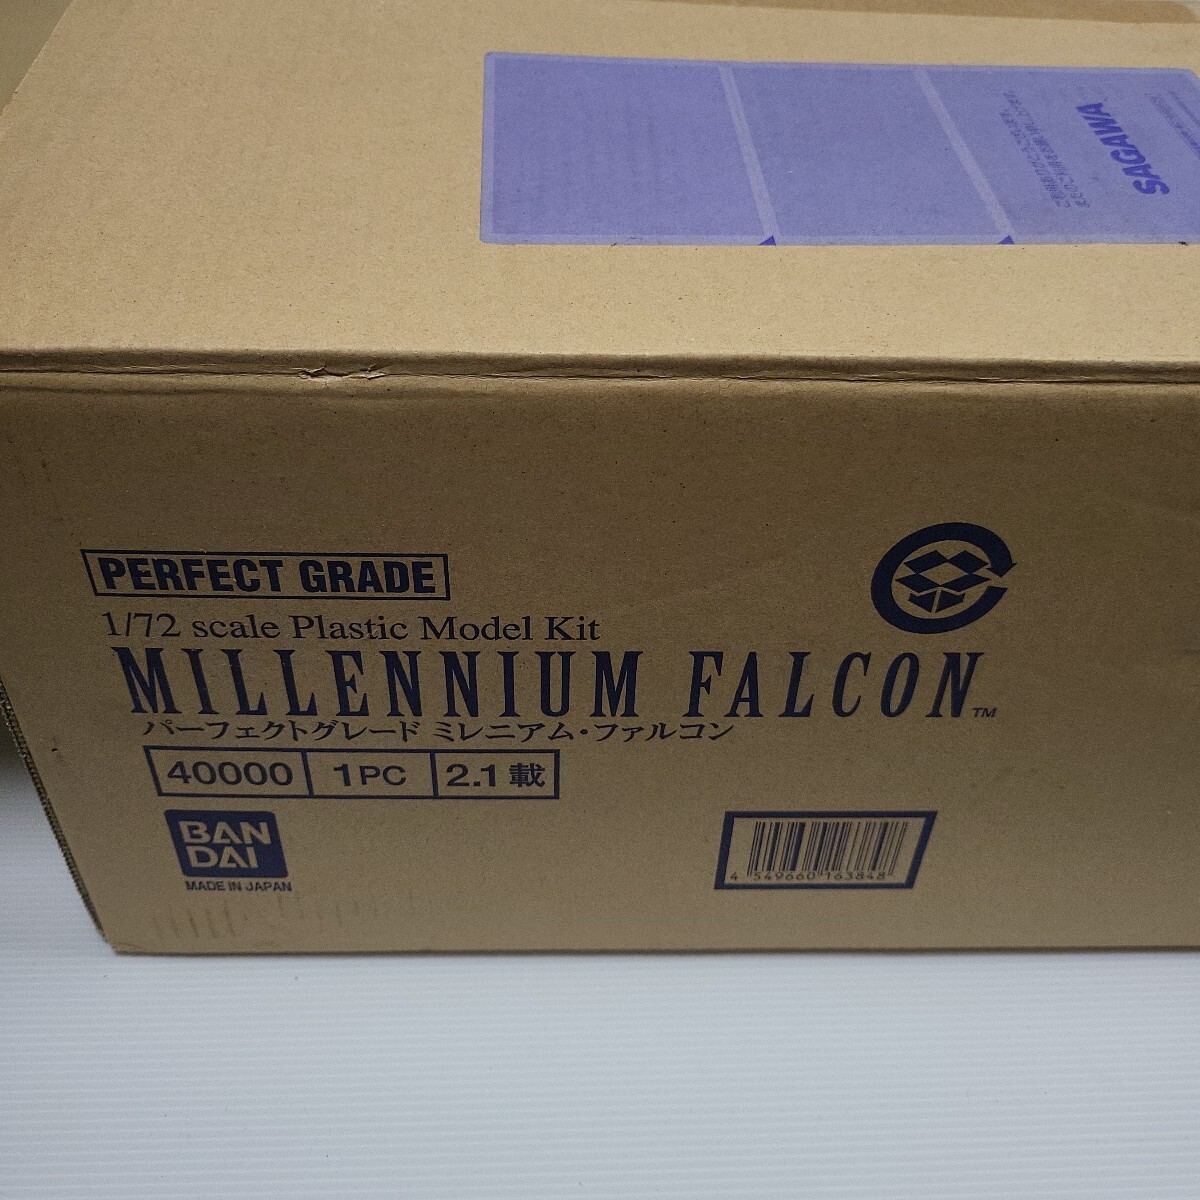 SAGAWA
PERFECT GRADE
1/72 scale Plastic Model Kit
MILLENNIUM FALCON™
パーフェクトグレード ミレニアム・ファルコン
40000 1PC 2.1載
BAN
DAI
MADE IN JAPAN
4 549660 163848